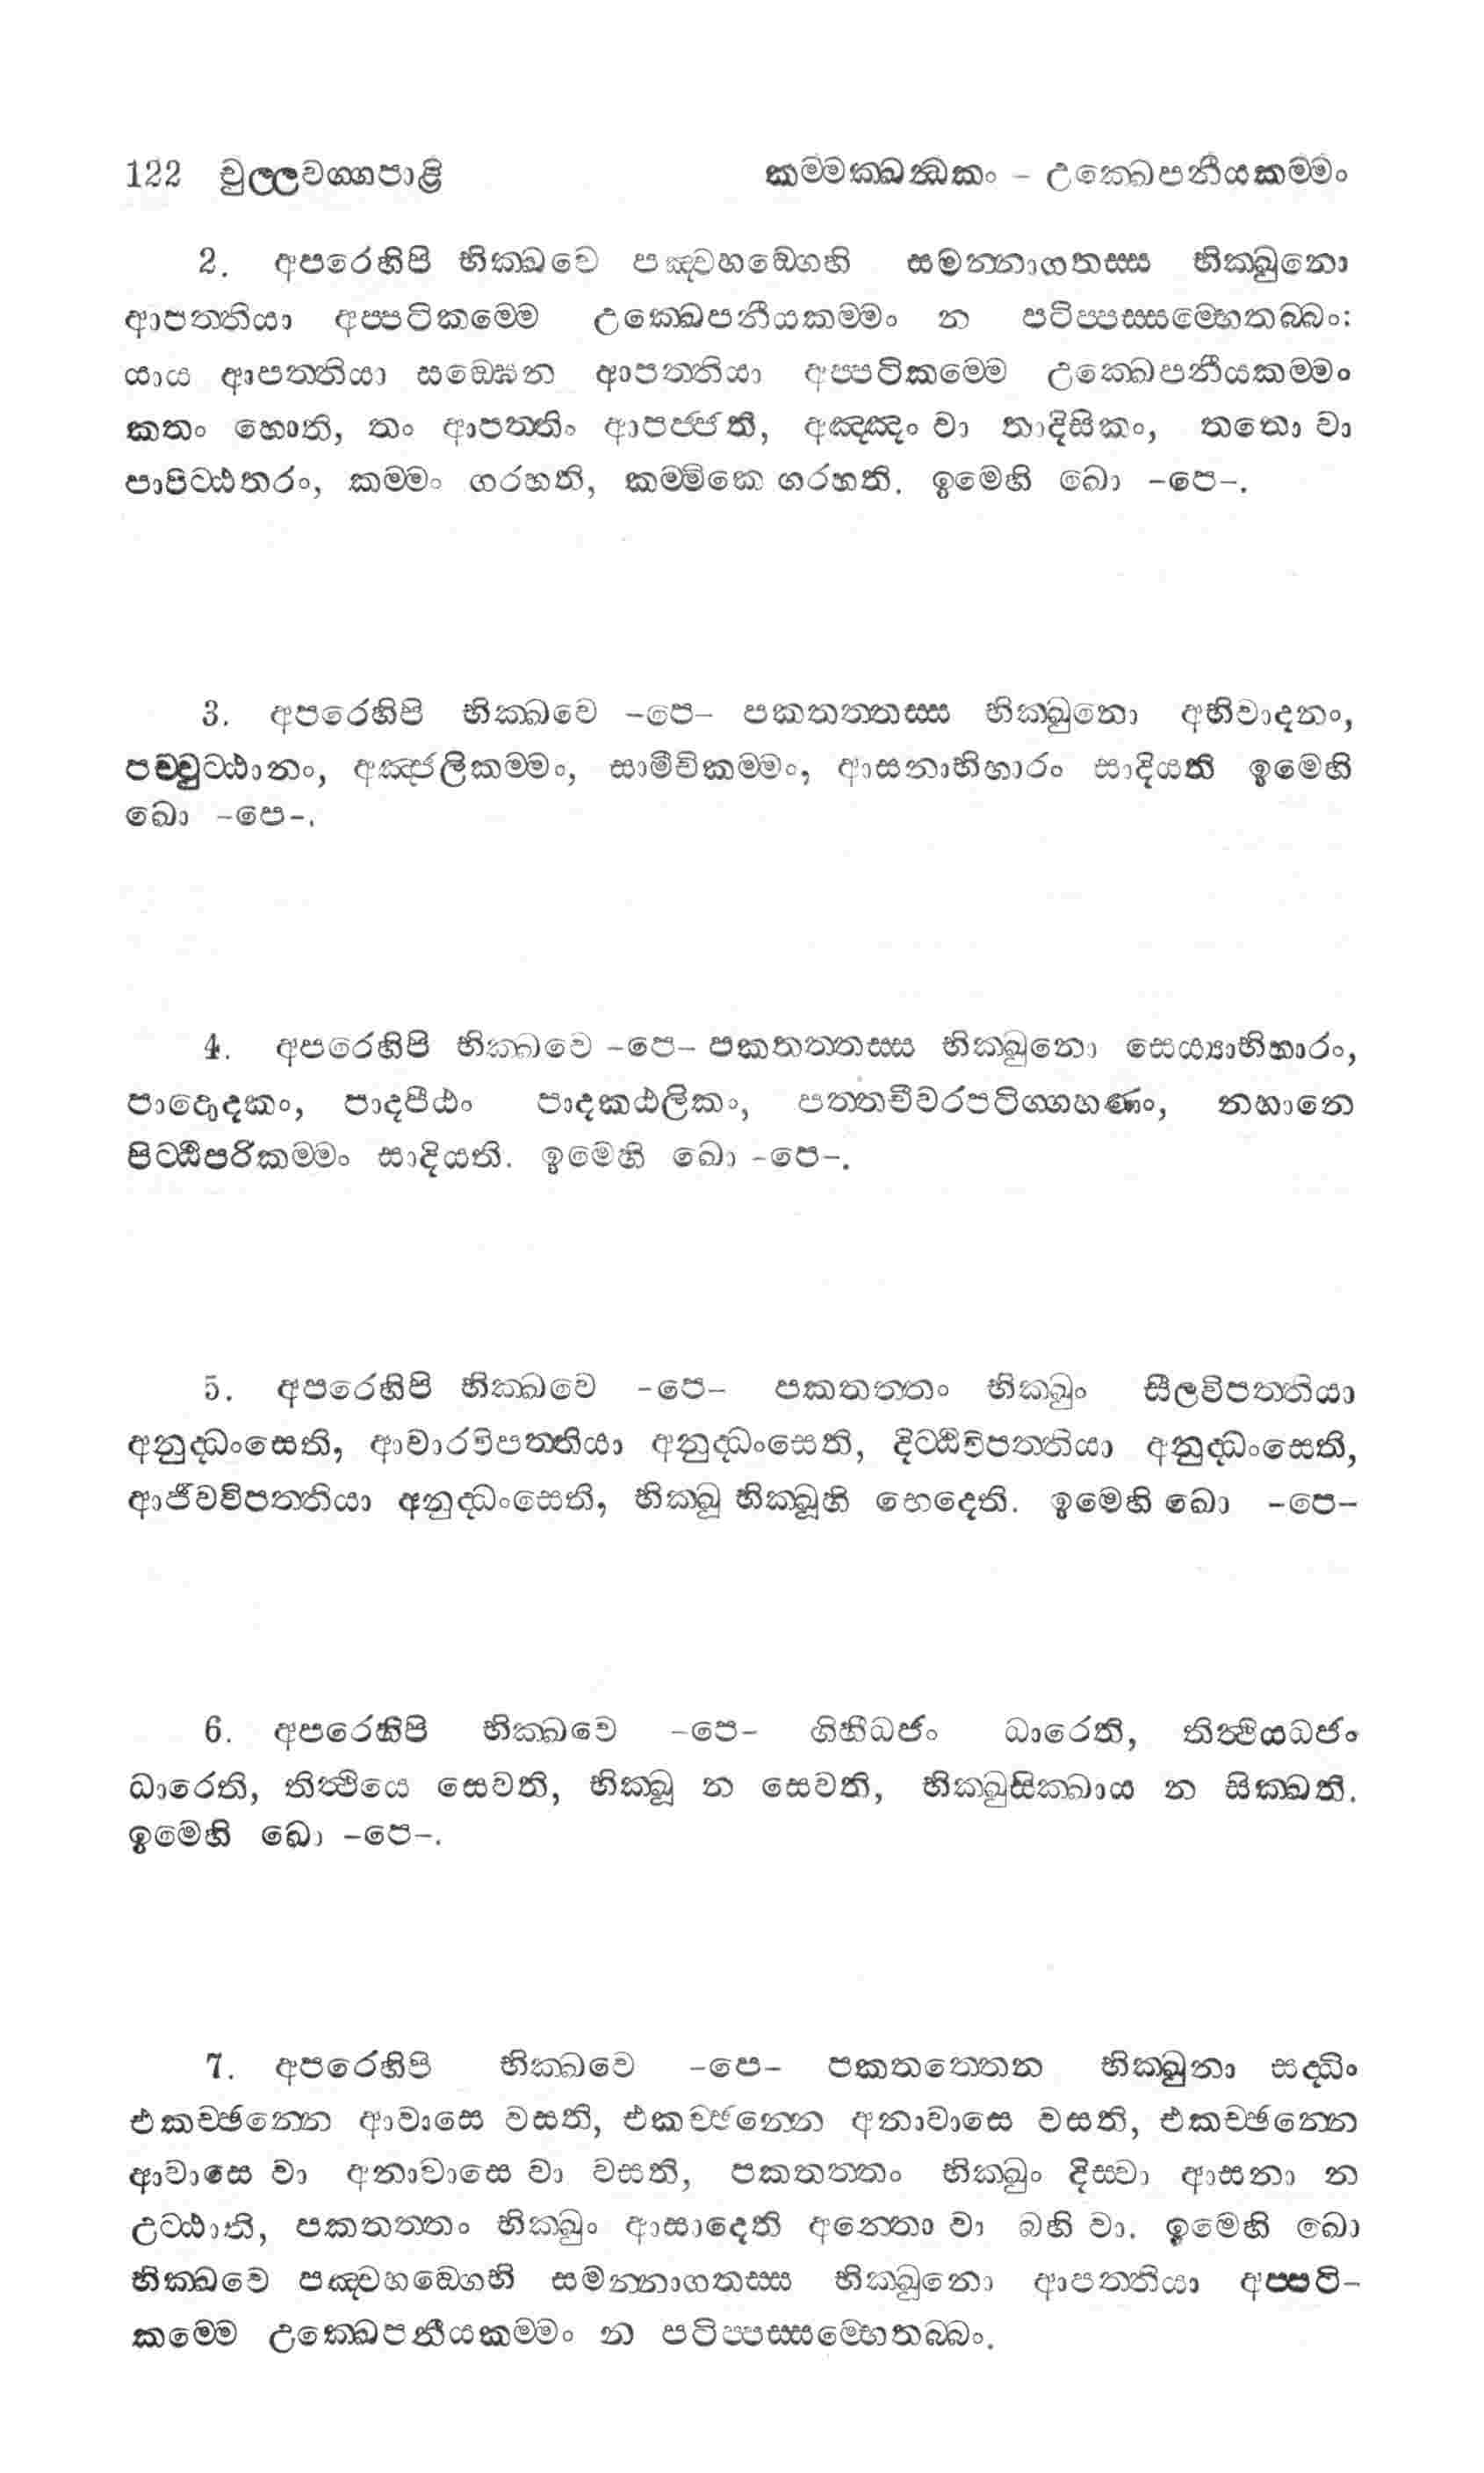 122 චුල්ලවග්ගපාළි කම්මක්ඛන්ධකං – උක්ඛෙපනීයකම්මං
2. අපරෙහිපි භික්ඛවෙ පඤ්චහඞ්ගෙහි සමන්නාගතස්ස භික්ඛුනො
ආපත්තියා අප්පටිකම්මෙ උක්ඛෙපනීයකම්මං න පටිප්පස්සම්භෙතබ්බං:
යාය ආපත්තියා සඞ්ඝෙන ආපත්තියා අප්පටිකම්මෙ උක්ඛෙපනීයකම්මං
කතං හොති, තං ආපත්තිං ආපජ්ජති, අඤ්ඤං වා තාදිසිකං, තතො වා
පාපිට්ඨතරං, කම්මං ගරහති, කම්මිකෙ ගරහති. ඉමෙහි ඛො –පෙ–.
3. අපරෙහිපි භික්ඛවෙ –පෙ– පකතත්තස්ස භික්ඛුනො අභිවාදනං,
පච්චුට්ඨානං, අඤ්ජලිකම්මං, සාමීචිකම්මං, ආසනාභිහාරං සාදියති ඉමෙහි
ඛො –පෙ–.
4. අපරෙහිපි භික්ඛවෙ –පෙ– පකතත්තස්ස භික්ඛුනො සෙය්‍යාභිහාරං,
පාදොදකං, පාදපීඨං පාදකඨලිකං, පත්තචීවරපටිග්ගහණං, නහානෙ
පිට්ඨිපරිකම්මං සාදියති. ඉමෙහි ඛො –පෙ–.
5. අපරෙහිපි භික්ඛවෙ –පෙ– පකතත්තං භික්ඛුං සීලවිපත්තියා
අනුද්ධංසෙති, ආචාරවිපත්තියා අනුද්ධංසෙති, දිට්ඨිවිපත්තියා අනුද්ධංසෙති,
ආජීවවිපත්තියා අනුද්ධංසෙති, භික්ඛූ භික්ඛූහි භෙදෙති. ඉමෙහි ඛො –පෙ–
6. අපරෙහිපි භික්ඛවෙ –පෙ– ගිහීධජං ධාරෙති, තිත්ථියධජං
ධාරෙති, තිත්ථියෙ සෙවති, භික්ඛූ න සෙවති, භික්ඛුසික්ඛාය න සික්ඛති.
ඉමෙහි ඛො –පෙ–.
7. අපරෙහිපි භික්ඛවෙ –පෙ– පකතත්තෙන භික්ඛුනා සද්ධිං
එකච්ඡන්නෙ ආවාසෙ වසති, එකච්ඡන්නෙ අනාවාසෙ වසති, එකච්ඡන්නෙ
ආවාසෙ වා අනාවාසෙ වා වසති, පකතත්තං භික්ඛුං දිස්වා ආසනා න
උට්ඨාති, පකතත්තං භික්ඛුං ආසාදෙති අන්තො වා බහි වා. ඉමෙහි ඛො
භික්ඛවෙ පඤ්චහඞ්ගෙහි සමන්නාගතස්ස භික්ඛුනො ආපත්තියා අප්පටි–
කම්මෙ උක්ඛෙපනීයකම්මං න පටිප්පස්සම්භෙතබ්බං.